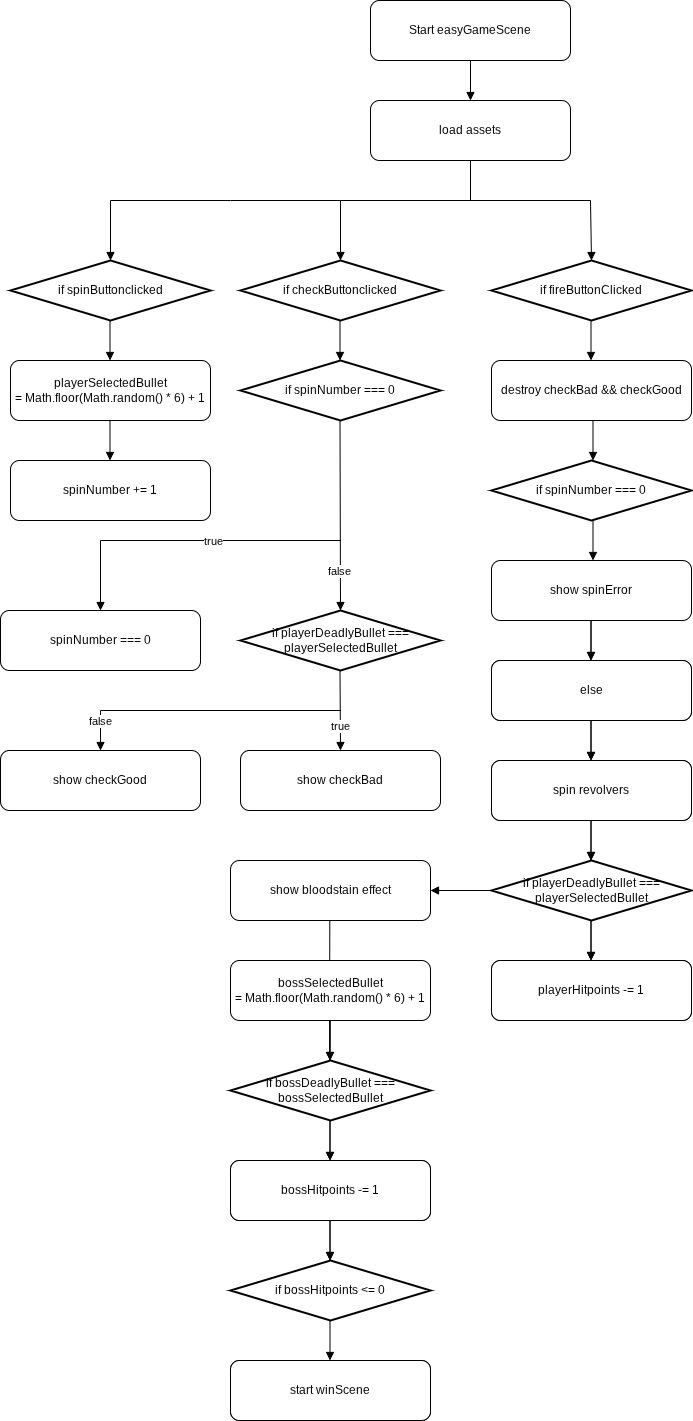 Start easyGameScene
load assets
if spinButtonclicked
if checkButtonclicked
if fireButtonClicked
playerSelectedBullet
= Math.floor(Math.random() * 6) + 1
if spinNumber === 0
destroy checkBad && checkGood
spinNumber += 1
if spinNumber === 0
true
false
show spinError
spinNumber === 0
if playerDeadlyBullet ===
playerSelectedBullet
else
false
true
show checkGood
show checkBad
spin revolvers
show bloodstain effect
if playerDeadlyBullet ===
playerSelectedBullet
bossSelectedBullet
= Math.floor(Math.random() * 6) + 1
playerHitpoints -= 1
if bossDeadlyBullet ===
bossSelectedBullet
bossHitpoints -= 1
if bossHitpoints <= 0
start winScene